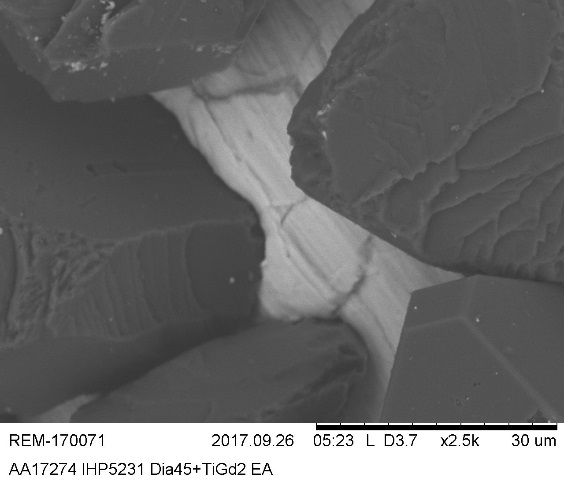 REM-170071 2017.09.26 05:23 L D3.7 x2.5k 30 um
AA17274 IHP5231 Dia45+TiGd2 EA